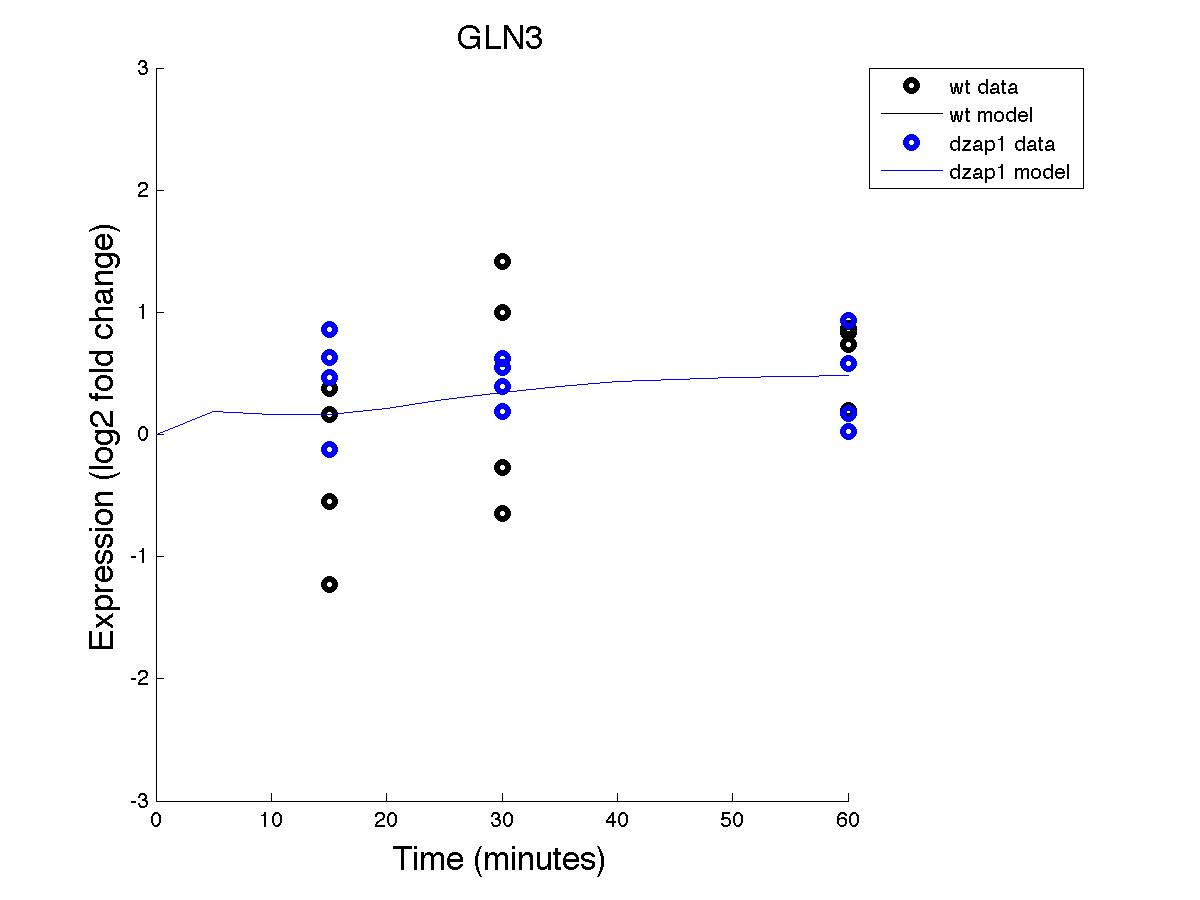 GLN3
wt data
wt model
dzap1 data
dzap1 model
Expression (log2 fold change)
3
2
1
0
-1
-2
-3
0 10 20 30 40 50 60
Time (minutes)